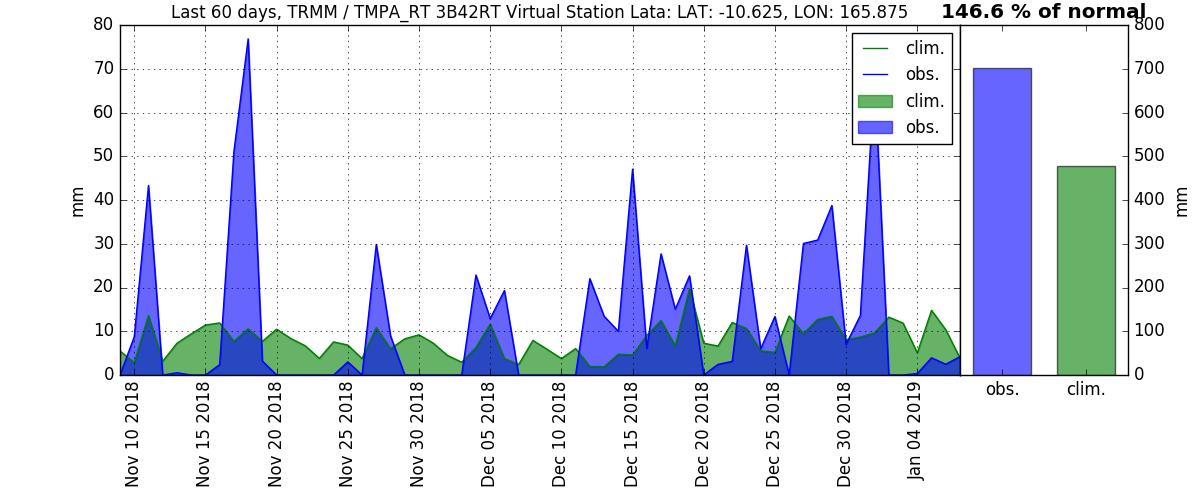 Last 60 days, TRMM / TMPA_RT 3B42RT Virtual Station Lata: LAT: -10.625, LON: 165.875
146.6 % of normal
80
70
60
50
40
30
20
10
0
mm
clim.
obs.
clim.
obs.
800
700
600
500
400
300
200
100
0
mm
obs.
clim.
Nov 10 2018
Nov 15 2018
Nov 20 2018
Nov 25 2018
Nov 30 2018
Dec 05 2018
Dec 10 2018
Dec 15 2018
Dec 20 2018
Dec 25 2018
Dec 30 2018
Jan 04 2019